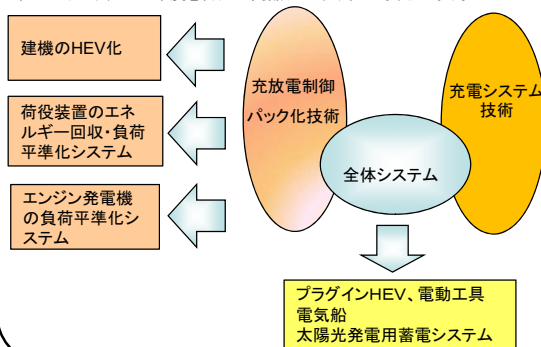 建機のHEV化
荷役装置のエネ
ルギー回収・負荷
平準化システム
エンジン発電機
の負荷平準化シ
ステム
充放電制御
パック化技術
充電システム
技術
全体システム
プラグインHEV、電動工具
電気船
太陽光発電用蓄電システム